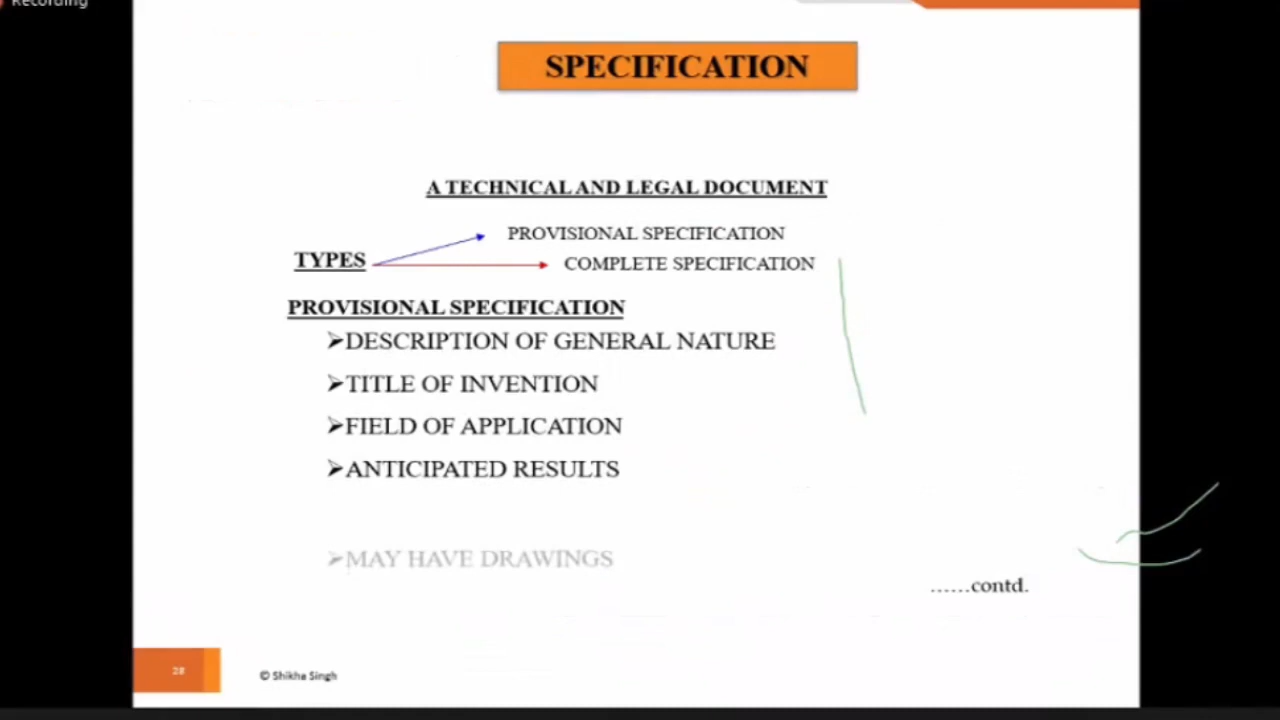 Recording
SPECIFICATION
A TECHNICAL AND LEGAL DOCUMENT
PROVISIONAL SPECIFICATION
TYPES
COMPLETE SPECIFICATION
PROVISIONAL SPECIFICATION
➢DESCRIPTION OF GENERAL NATURE
➢TITLE OF INVENTION
➢FIELD OF APPLICATION
➢ANTICIPATED RESULTS
➢MAY HAVE DRAWINGS
......contd.
28
© Shikha Singh